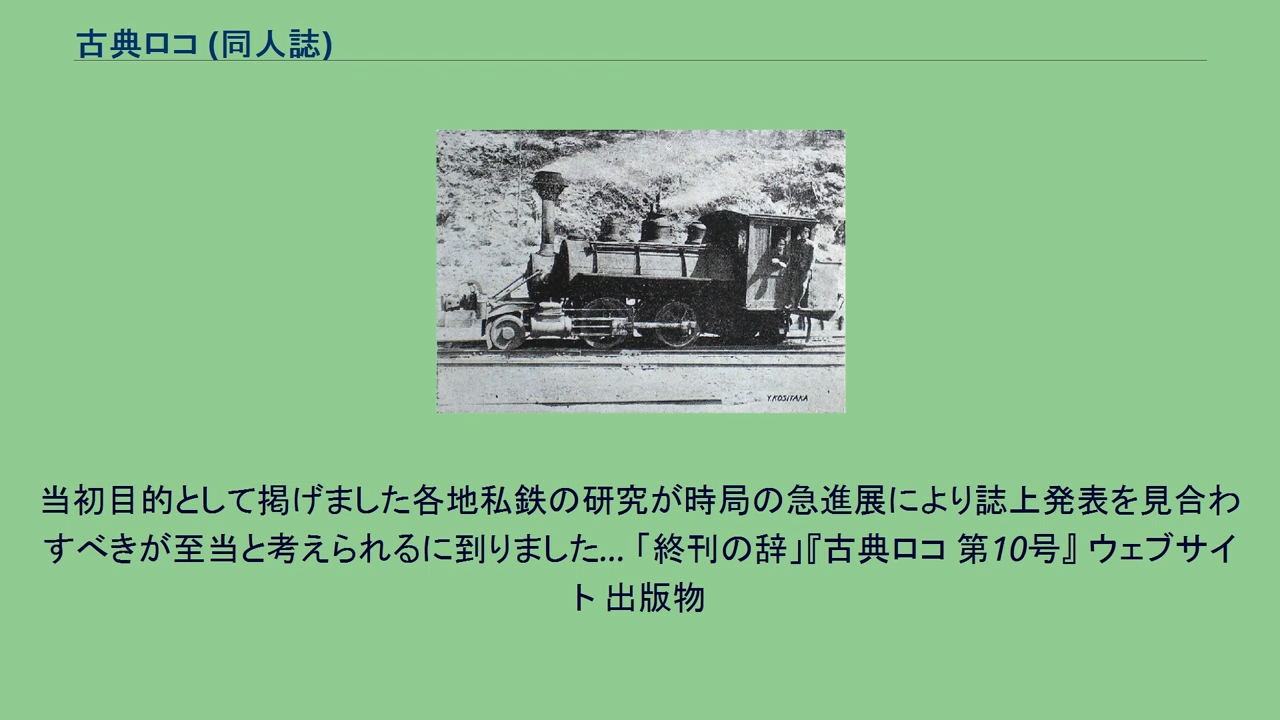 古典ロコ (同人誌)
Y.KOSITAKA
当初目的として掲げました各地私鉄の研究が時局の急進展により誌上発表を見合わ
すべきが至当と考えられるに到りました... 「終刊の辞」『古典ロコ 第10号』 ウェブサイ
ト 出版物